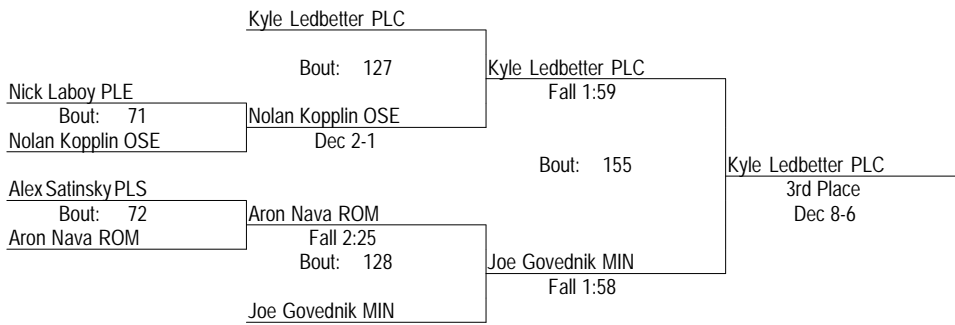 Kyle Ledbetter PLC
Bout: 127
Kyle Ledbetter PLC
Fall 1:59
Nick Laboy PLE
Bout: 71
Nolan Kopplin OSE
Nolan Kopplin OSE
Dec 2-1
Bout: 155
Kyle Ledbetter PLC
3rd Place
Dec 8-6
Alex Satinsky PLS
Bout: 72
Aron Nava ROM
Aron Nava ROM
Fall 2:25
Bout: 128
Joe Govednik MIN
Fall 1:58
Joe Govednik MIN